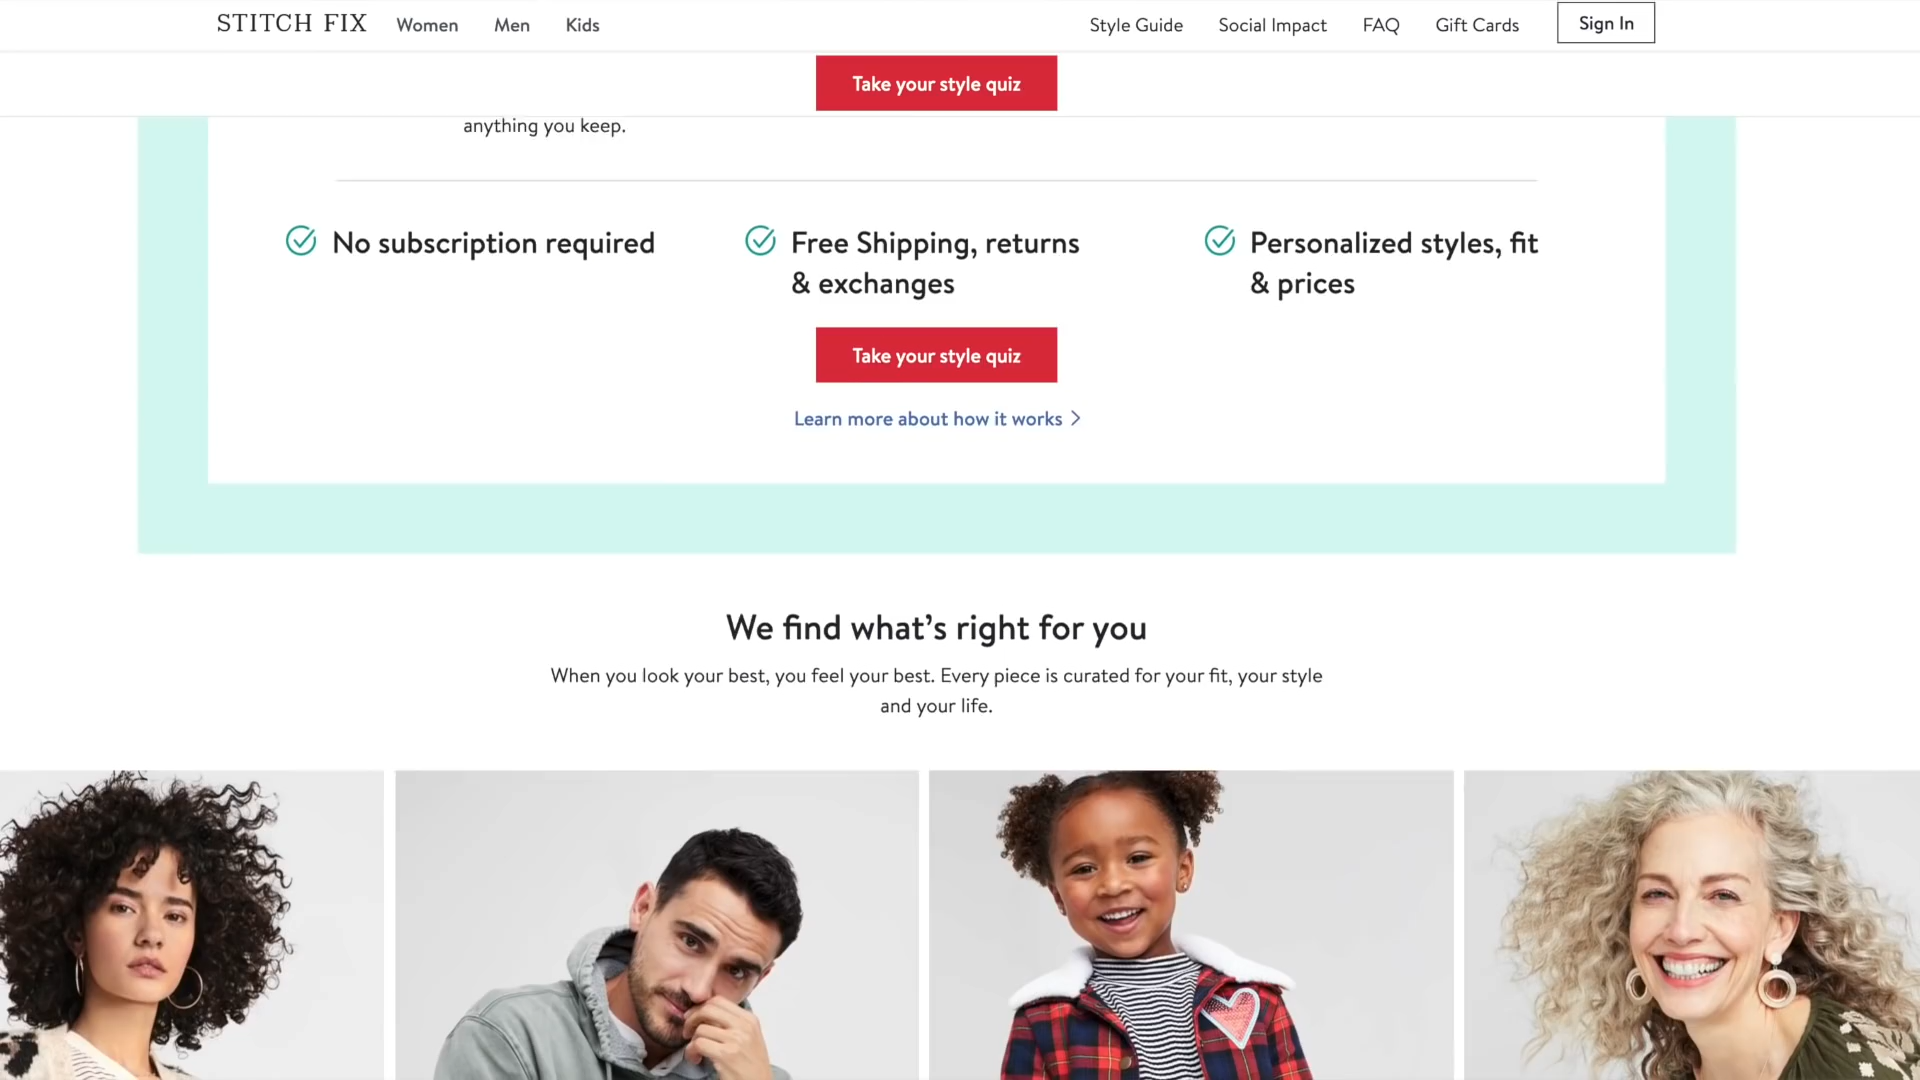 STITCH FIX Women Men Kids Style Guide Social Impact FAQ Gift Cards Sign In
Take your style quiz
anything you keep.
No subscription required
Free Shipping, returns
& exchanges
Personalized styles, fit
& prices
Take your style quiz
Learn more about how it works
We find what’s right for you
When you look your best, you feel your best. Every piece is curated for your fit, your style
and your life.